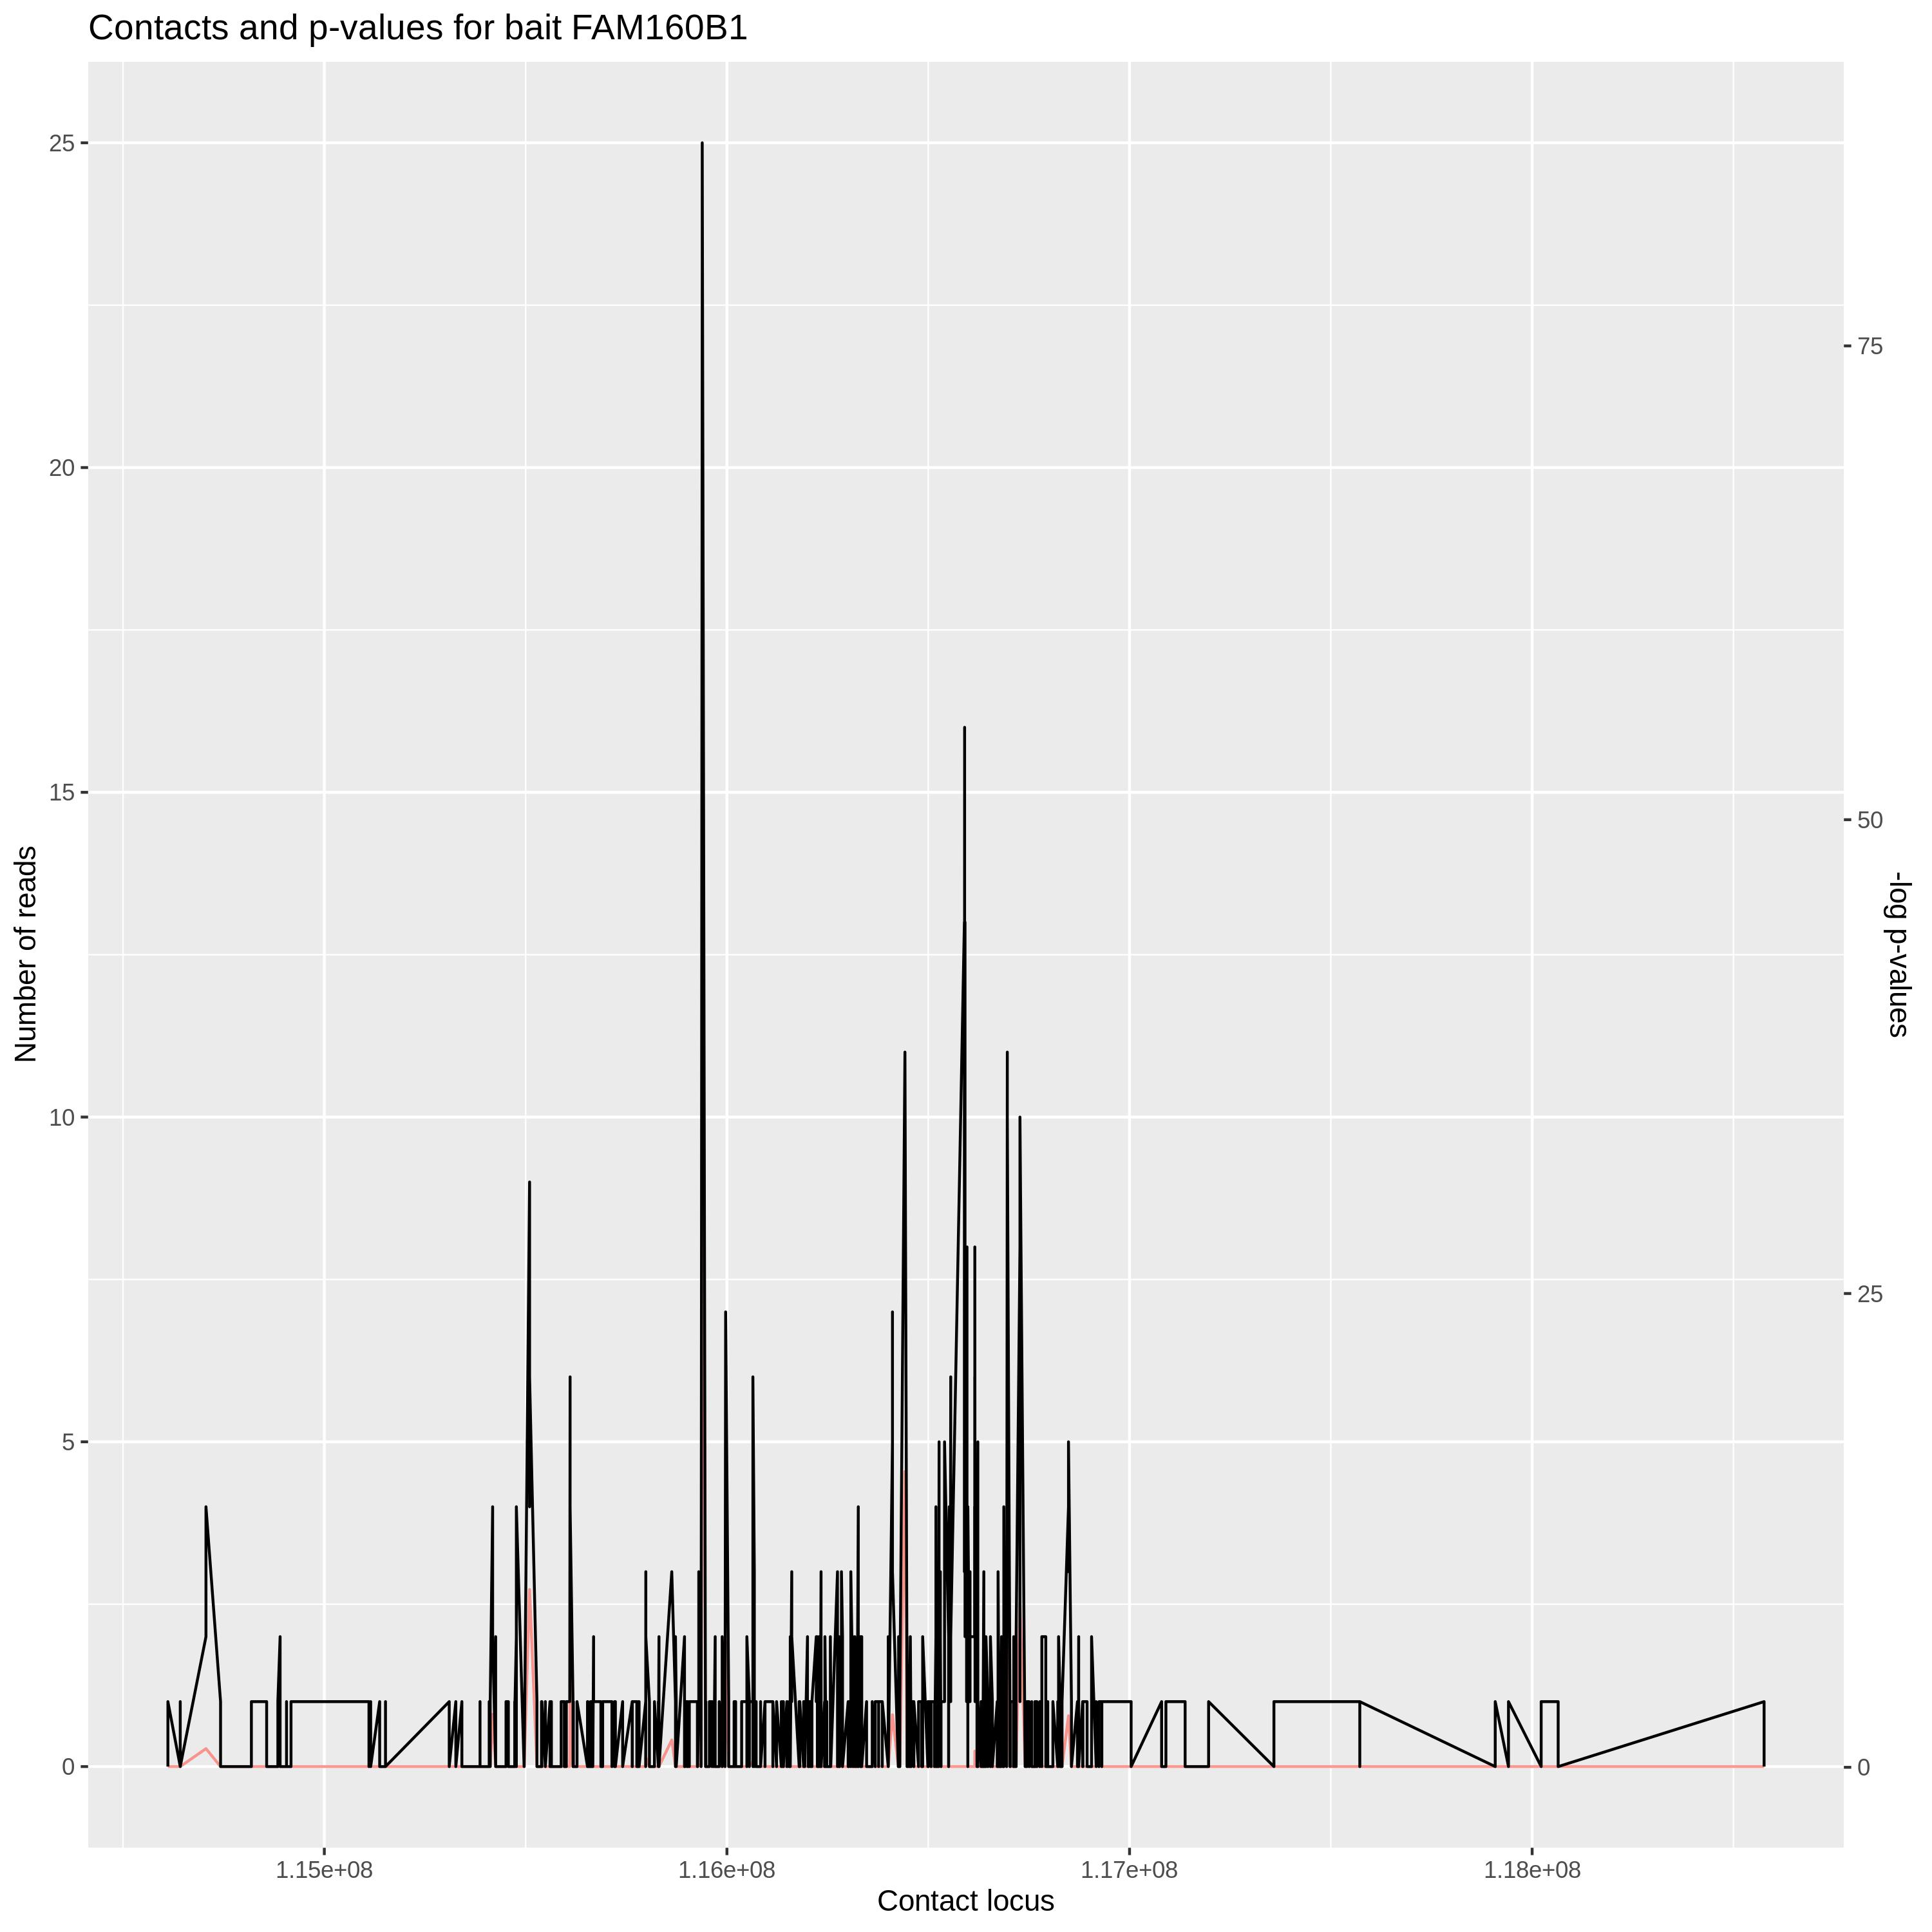 Contacts and p-values for bait FAM160B1
25
20
15
10
5
0
Number of reads
75
50
25
0
-log p-values
1.15e+08
1.16e+08
1.17e+08
1.18e+08
Contact locus